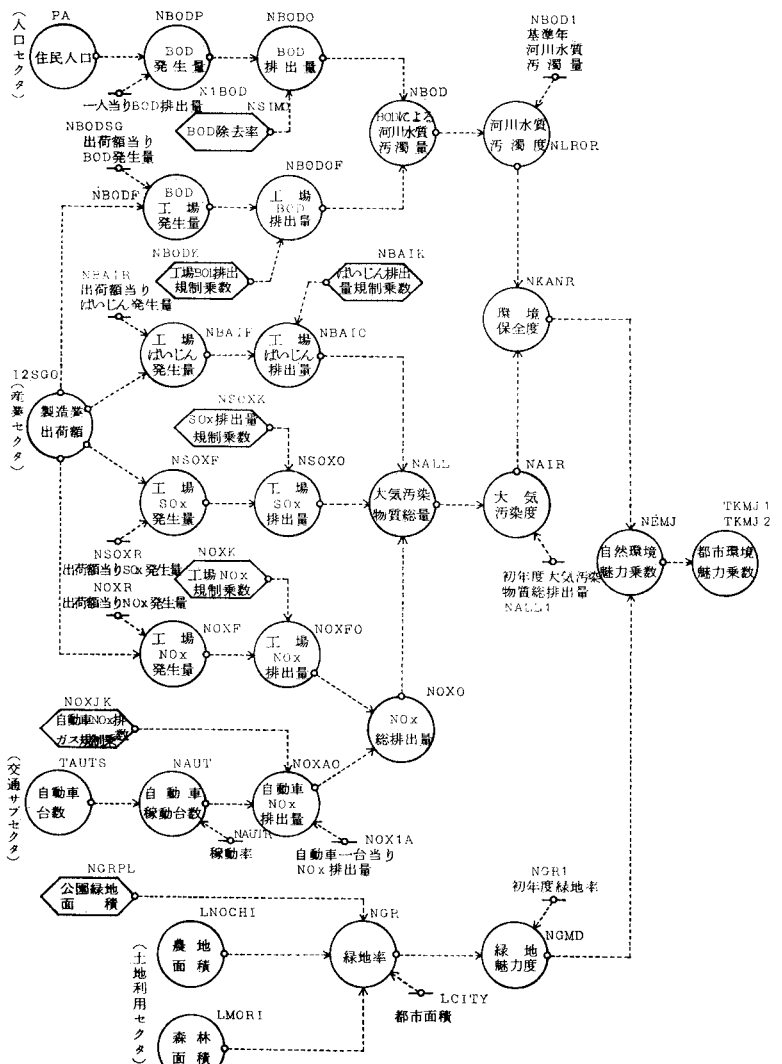 (人口セクタ)
PA
住民人口
NBODP
BOD
発生量
NBODO
BOD
排出量
N1BOD
一人当りBOD排出量
BOD除去率
NBOD
BODによる
河川水質
汚濁量
NBOD1
基準年
河川水質
汚濁量
河川水質
汚濁度
NLROR
NBODSG
出荷額当り
BOD発生量
NBODF
BOD
工場
発生量
NBODOF
工場
BOD
排出量
NBODK
工場BOD排出
規制乗数
NBAIK
ばいじん排出
量規制乗数
NBAIR
出荷額当り
ばいじん発生量
NBAIF
工場
ばいじん
発生量
NBAIO
工場
ばいじん
排出量
NKANR
環境
保全度
I2SGO
(産業セクタ)
製造業
出荷額
NSOXK
SOx排出量
規制乗数
NSOXF
工場
SOx
発生量
NSOXO
工場
SOx
排出量
NSOXR
出荷額当りSOx発生量
NALL
大気汚染
物質総量
NAIR
大気
汚染度
初年度大気汚染
物質総排出量
NALL1
NEMJ
自然環境
魅力乗数
TKMJ1
TKMJ2
都市環境
魅力乗数
NOXR
出荷額当りNOx発生量
NOXK
工場NOx
規制乗数
NOXF
工場
NOx
発生量
NOXFO
工場
NOx
排出量
NOXO
NOx
総排出量
NOXJK
自動車NOx排
ガス規制乗数
(交通サブセクタ)
TAUTS
自動車
台数
NAUT
自動車
稼動台数
NAUTR
稼動率
NOXAO
自動車
NOx
排出量
NOX1A
自動車一台当り
NOx排出量
NGRPL
公園緑地
面積
(土地利用セクタ)
LNOCHI
農地
面積
LMORI
森林
面積
NGR
緑地率
LCITY
都市面積
NGR1
初年度緑地率
NGMD
緑地
魅力度